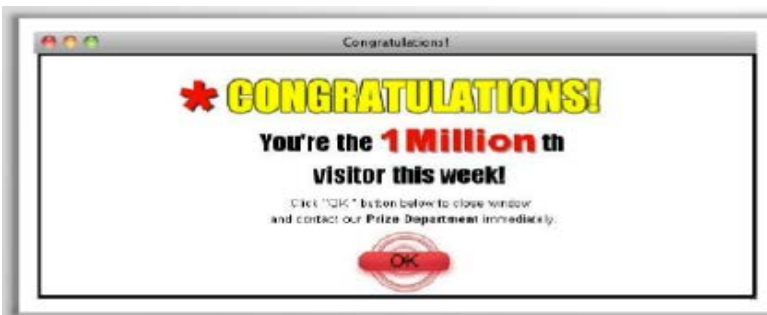 Congratulations!
* CONGRATULATIONS!
You're the 1 Million th
visitor this week!
Click "OK" button below to close window
and contact our Prize Department immediately.
OK